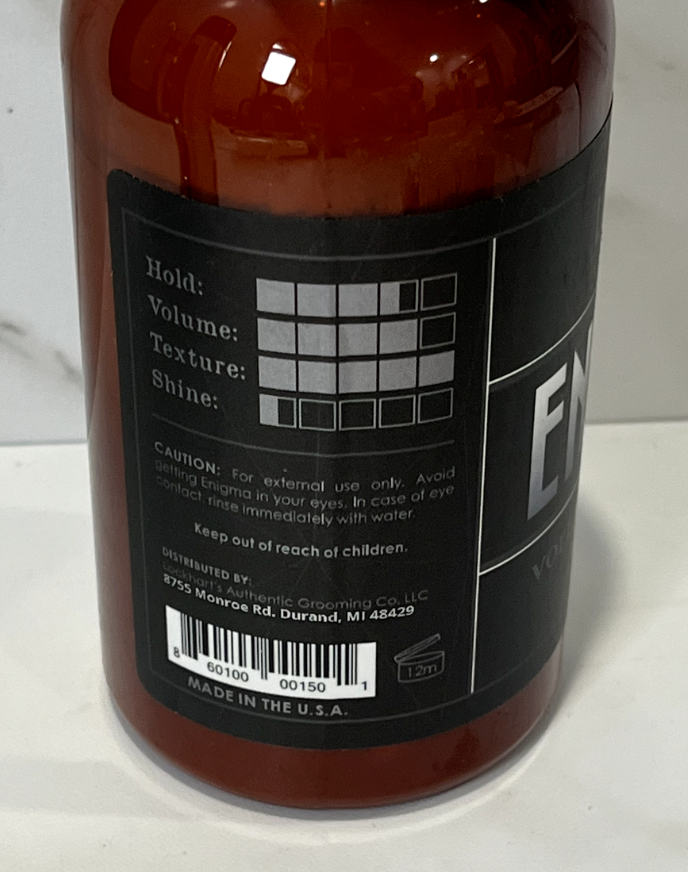 Hold:
Volume:
Texture:
Shine:
CAUTION: For external use only. Avoid
getting Enigma in your eyes. In case of eye
contact, rinse immediately with water.
Keep out of reach of children.
DISTRIBUTED BY:
Lockhart's Authentic Grooming Co. LLC
8755 Monroe Rd. Durand, MI 48429
8 60100 00150 1
12m
MADE IN THE U.S.A.
EN
VOL